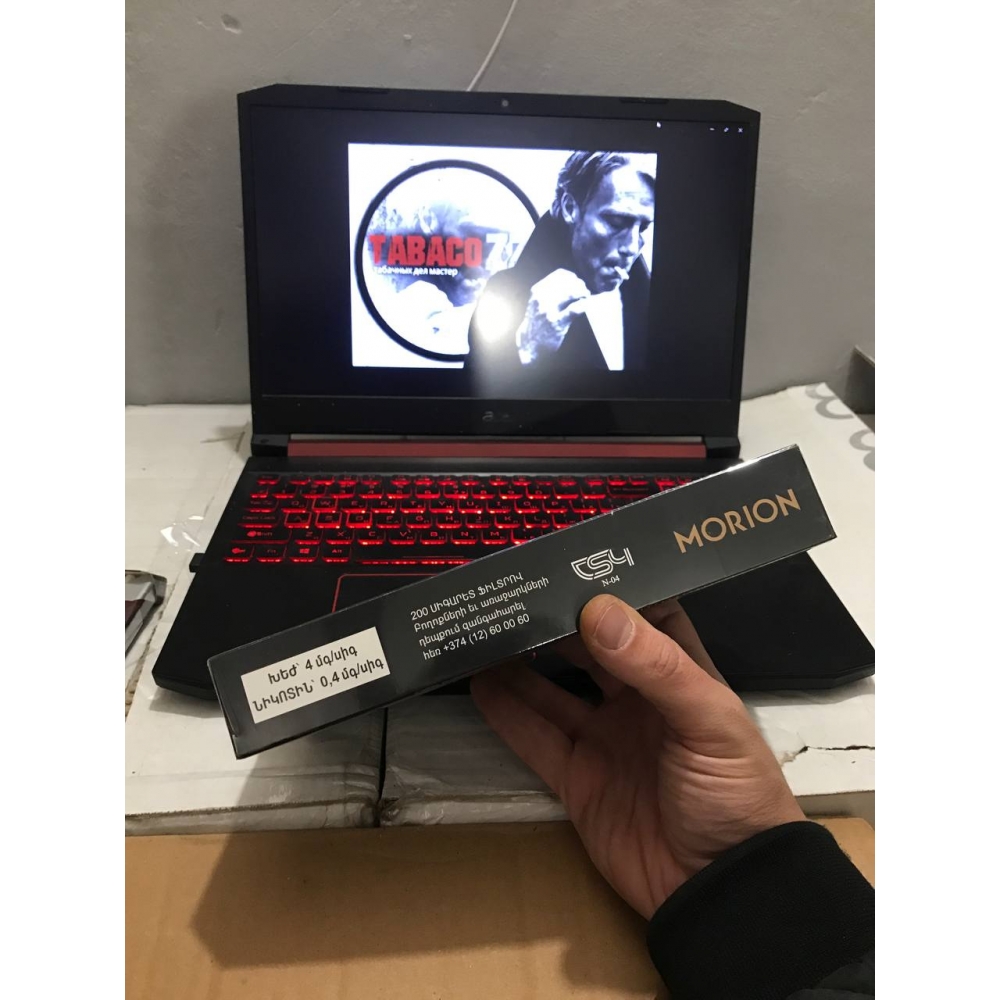 TABACO
табачных дел мастер
MORION
TS4
N-04
200 ՍԻԳԱՐԵՏ ՖԻԼՏՐՈՎ
Բողոքների եւ առաջարկների
դեպքում զանգահարել
հեռ +374 (12) 60 00 60
ԽԵԺ՝ 4 մգ/սիգ
ՆԻԿՈՏԻՆ՝ 0,4 մգ/սիգ